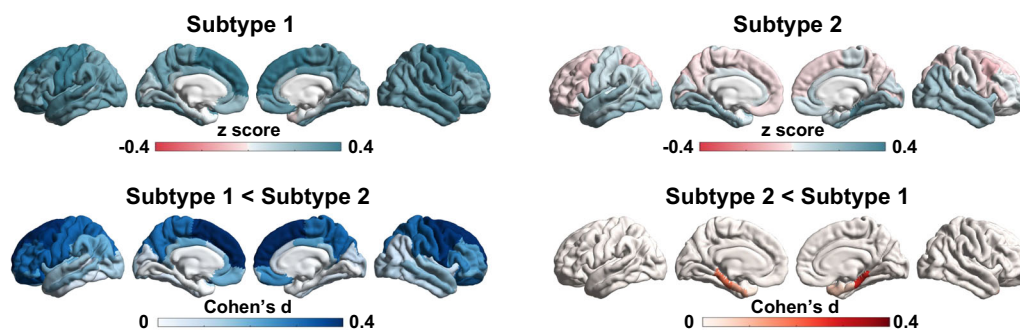 Subtype 1
Subtype 2
z score
-0.4 0.4
z score
-0.4 0.4
Subtype 1 < Subtype 2
Subtype 2 < Subtype 1
Cohen's d
0 0.4
Cohen's d
0 0.4